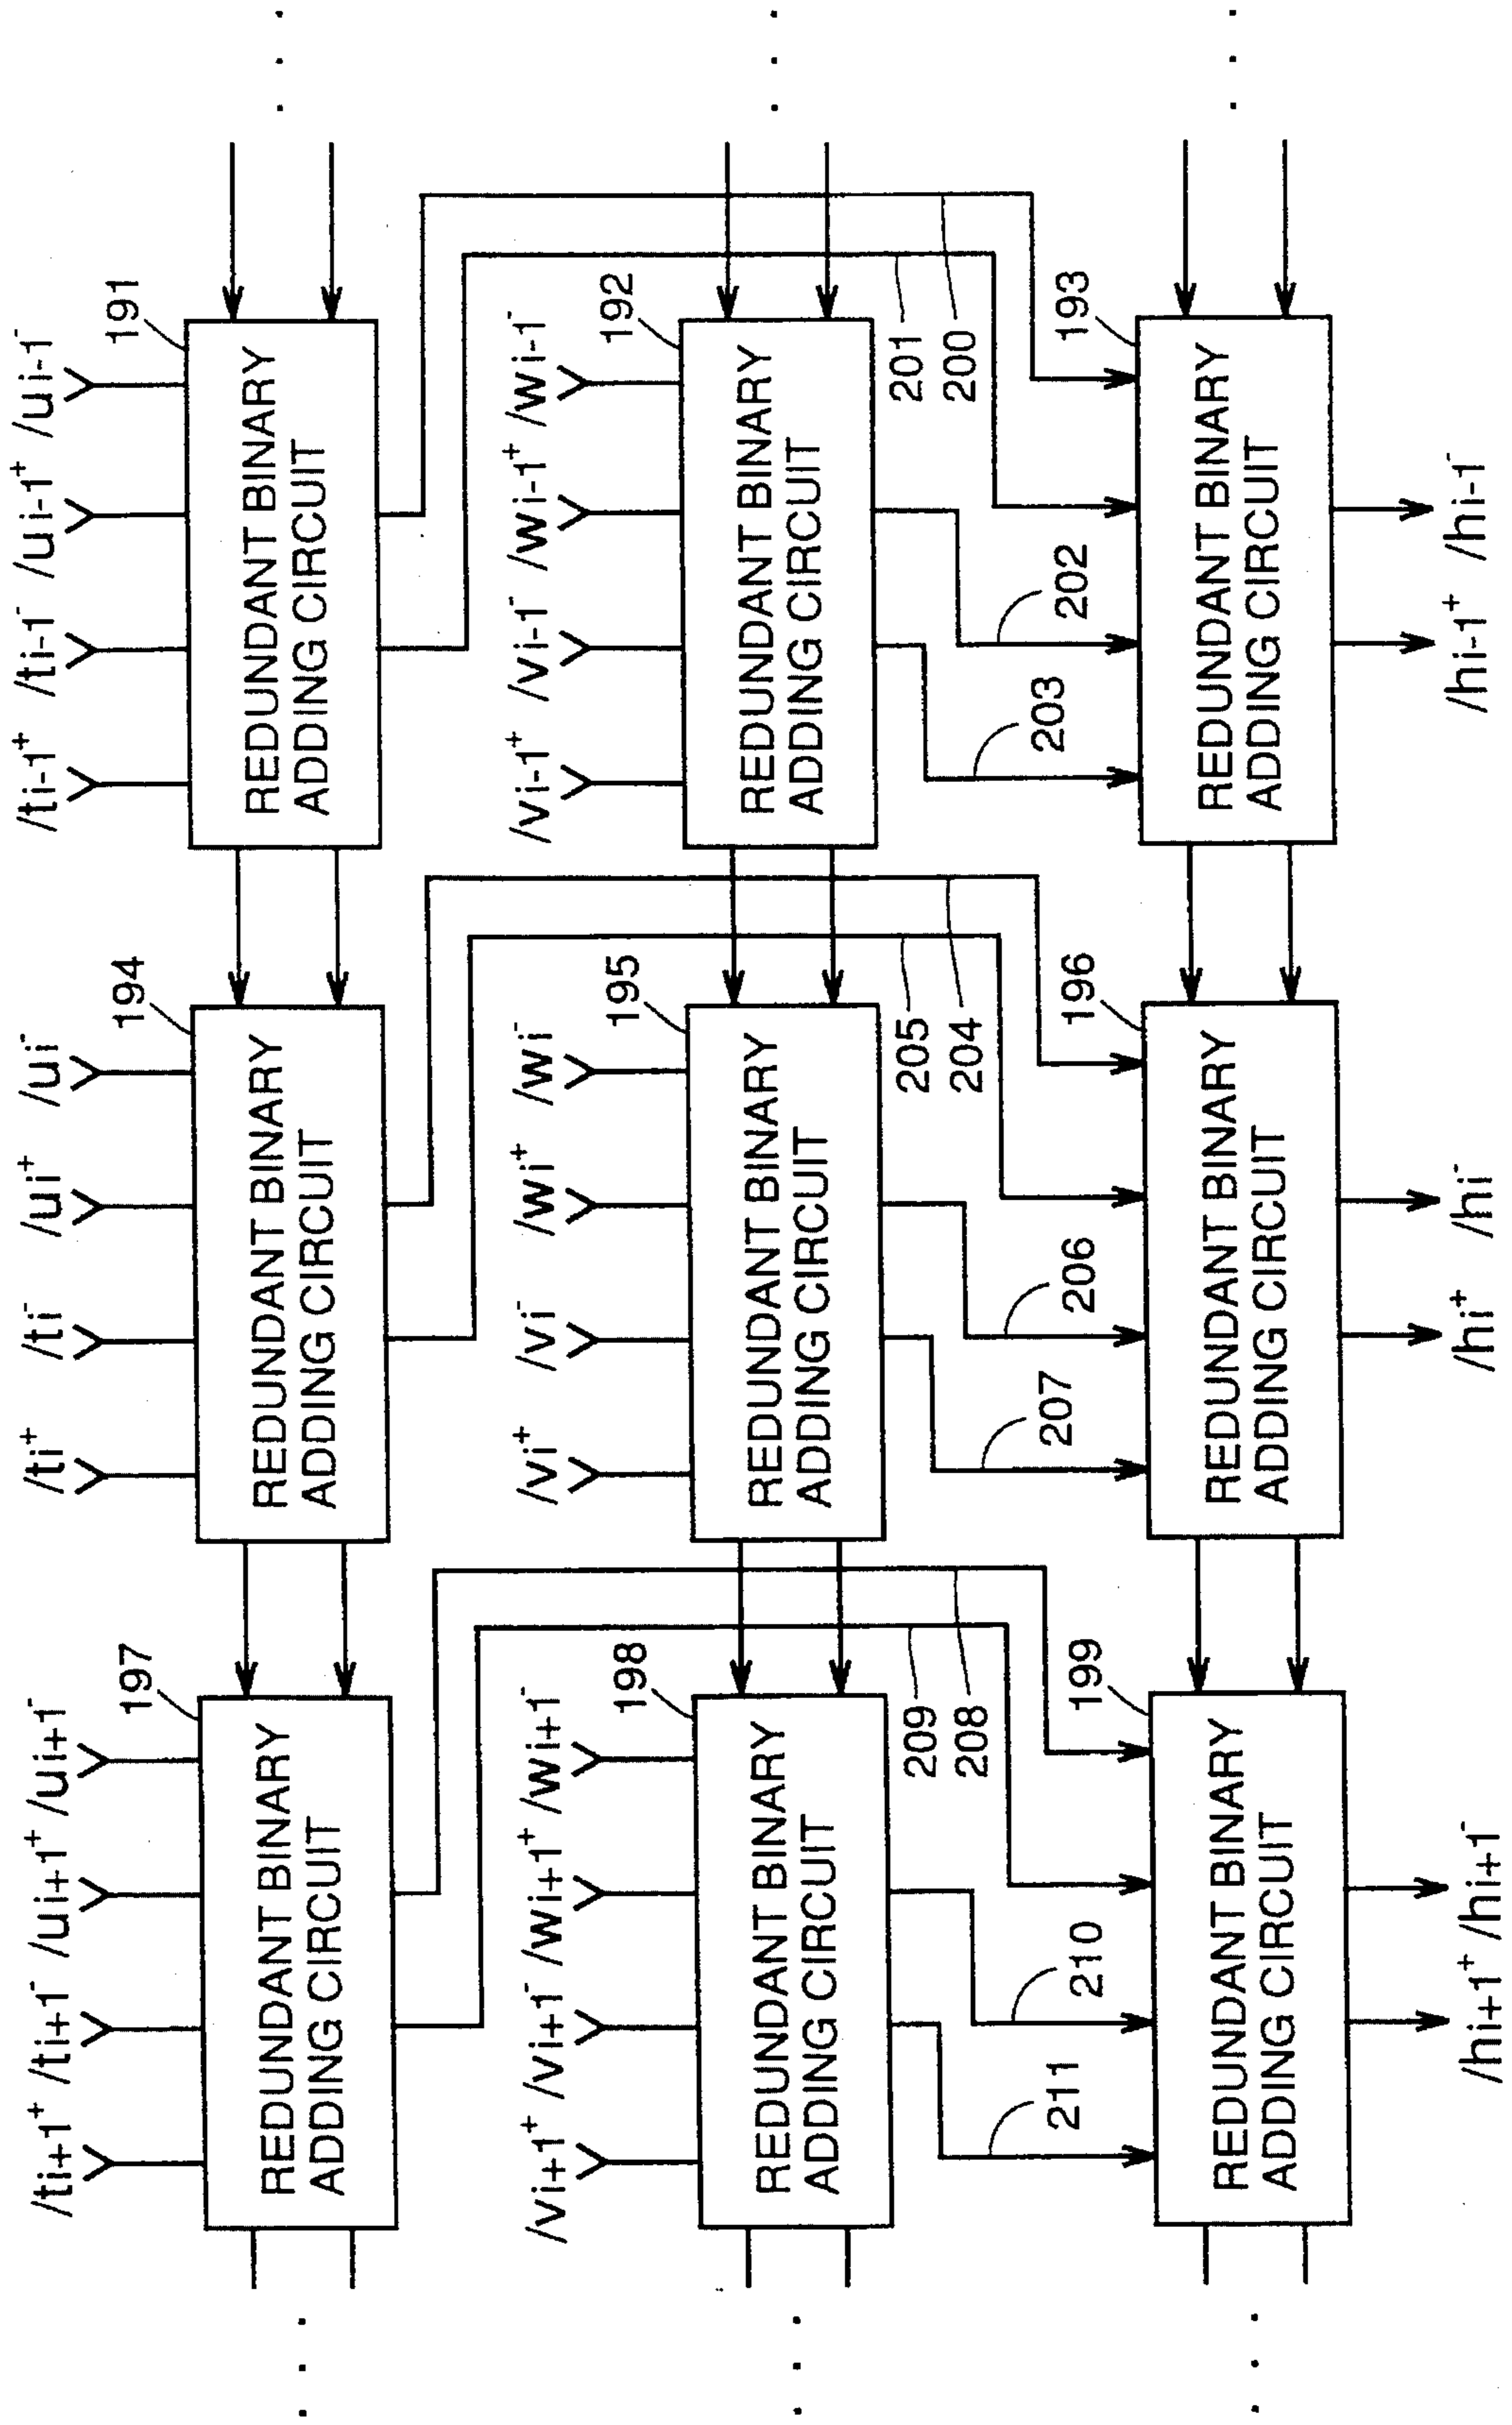 /ti+1⁺ /ti+1⁻ /ui+1⁺ /ui+1⁻ /ti⁺ /ti⁻ /ui⁺ /ui⁻ /ti-1⁺ /ti-1⁻ /ui-1⁺ /ui-1⁻
197 194 191
REDUNDANT BINARY
ADDING CIRCUIT
REDUNDANT BINARY
ADDING CIRCUIT
REDUNDANT BINARY
ADDING CIRCUIT
/vi+1⁺ /vi+1⁻ /wi+1⁺ /wi+1⁻ /vi⁺ /vi⁻ /wi⁺ /wi⁻ /vi-1⁺ /vi-1⁻ /wi-1⁺ /wi-1⁻
198 195 192
REDUNDANT BINARY
ADDING CIRCUIT
REDUNDANT BINARY
ADDING CIRCUIT
REDUNDANT BINARY
ADDING CIRCUIT
209 205 201
208 204 200
211 210 207 206 203 202
199 196 193
REDUNDANT BINARY
ADDING CIRCUIT
REDUNDANT BINARY
ADDING CIRCUIT
REDUNDANT BINARY
ADDING CIRCUIT
/hi+1⁺ /hi+1⁻ /hi⁺ /hi⁻ /hi-1⁺ /hi-1⁻